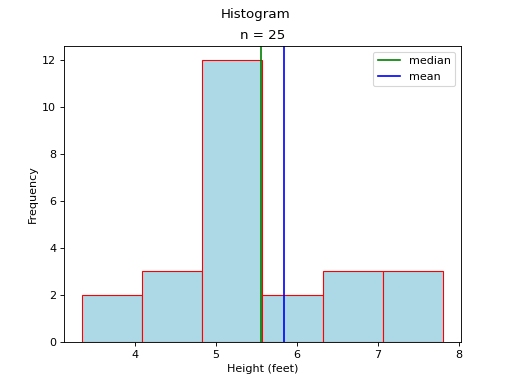 Histogram
n = 25
median
mean
Frequency
12
10
8
6
4
2
0
4 5 6 7 8
Height (feet)